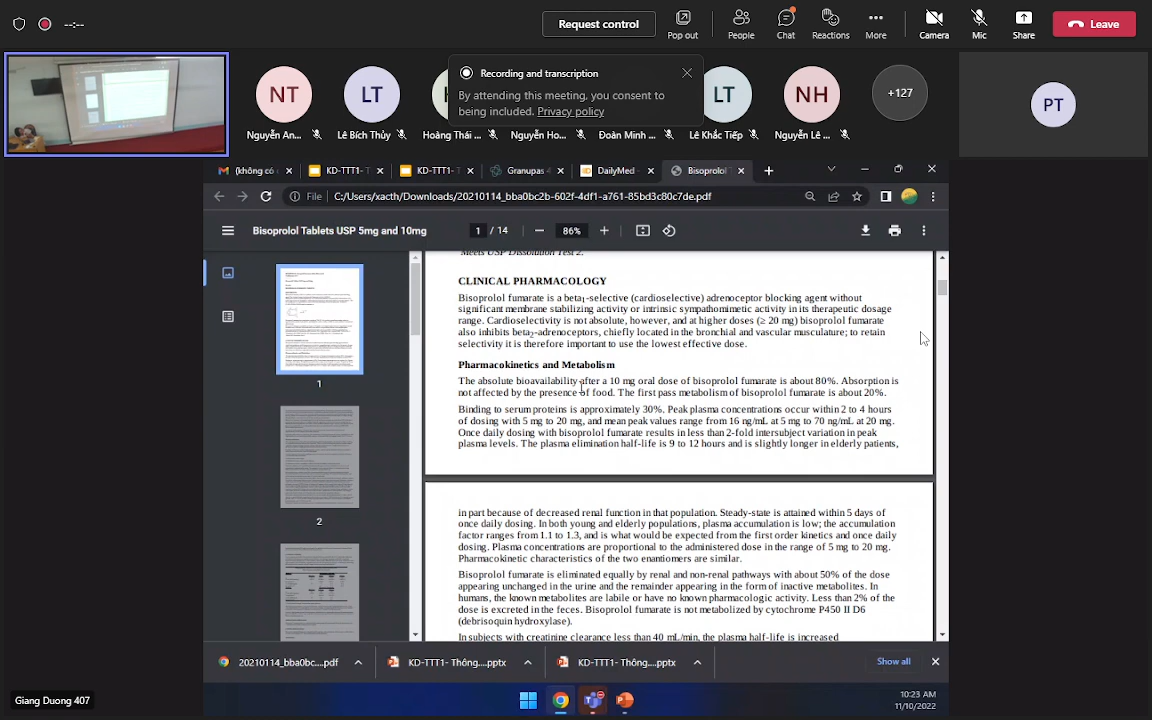 --:--
Request control
Pop out
People
Chat
Reactions
More
Camera
Mic
Share
Leave
NT
LT
H
LT
NH
+127
PT
Nguyễn An...
Lê Bích Thủy
Hoàng Thái ...
Nguyễn Ho...
Đoàn Minh ...
Lê Khắc Tiếp
Nguyễn Lê ...
Recording and transcription
By attending this meeting, you consent to
being included. Privacy policy
(không có c
KD-TTT1- T
KD-TTT1- T
Granupas 4
DailyMed -
Bisoprolol T
File
C:/Users/xacth/Downloads/20210114_bba0bc2b-602f-4df1-a761-85bd3c80c7de.pdf
Bisoprolol Tablets USP 5mg and 10mg
1 / 14
86%
Meets USP Dissolution Test 2.
CLINICAL PHARMACOLOGY
Bisoprolol fumarate is a beta1-selective (cardioselective) adrenoceptor blocking agent without
significant membrane stabilizing activity or intrinsic sympathomimetic activity in its therapeutic dosage
range. Cardioselectivity is not absolute, however, and at higher doses (≥ 20 mg) bisoprolol fumarate
also inhibits beta2-adrenoceptors, chiefly located in the bronchial and vascular musculature; to retain
selectivity it is therefore important to use the lowest effective dose.
Pharmacokinetics and Metabolism
The absolute bioavailability after a 10 mg oral dose of bisoprolol fumarate is about 80%. Absorption is
not affected by the presence of food. The first pass metabolism of bisoprolol fumarate is about 20%.
Binding to serum proteins is approximately 30%. Peak plasma concentrations occur within 2 to 4 hours
of dosing with 5 mg to 20 mg, and mean peak values range from 16 ng/mL at 5 mg to 70 ng/mL at 20 mg.
Once daily dosing with bisoprolol fumarate results in less than 2-fold intersubject variation in peak
plasma levels. The plasma elimination half-life is 9 to 12 hours and is slightly longer in elderly patients,
in part because of decreased renal function in that population. Steady-state is attained within 5 days of
once daily dosing. In both young and elderly populations, plasma accumulation is low; the accumulation
factor ranges from 1.1 to 1.3, and is what would be expected from the first order kinetics and once daily
dosing. Plasma concentrations are proportional to the administered dose in the range of 5 mg to 20 mg.
Pharmacokinetic characteristics of the two enantiomers are similar.
Bisoprolol fumarate is eliminated equally by renal and non-renal pathways with about 50% of the dose
appearing unchanged in the urine and the remainder appearing in the form of inactive metabolites. In
humans, the known metabolites are labile or have no known pharmacologic activity. Less than 2% of the
dose is excreted in the feces. Bisoprolol fumarate is not metabolized by cytochrome P450 II D6
(debrisoquin hydroxylase).
In subjects with creatinine clearance less than 40 mL/min, the plasma half-life is increased
1
2
20210114_bba0bc....pdf
KD-TTT1- Thông....pptx
KD-TTT1- Thông....pptx
Show all
Giang Duong 407
10:23 AM
11/10/2022